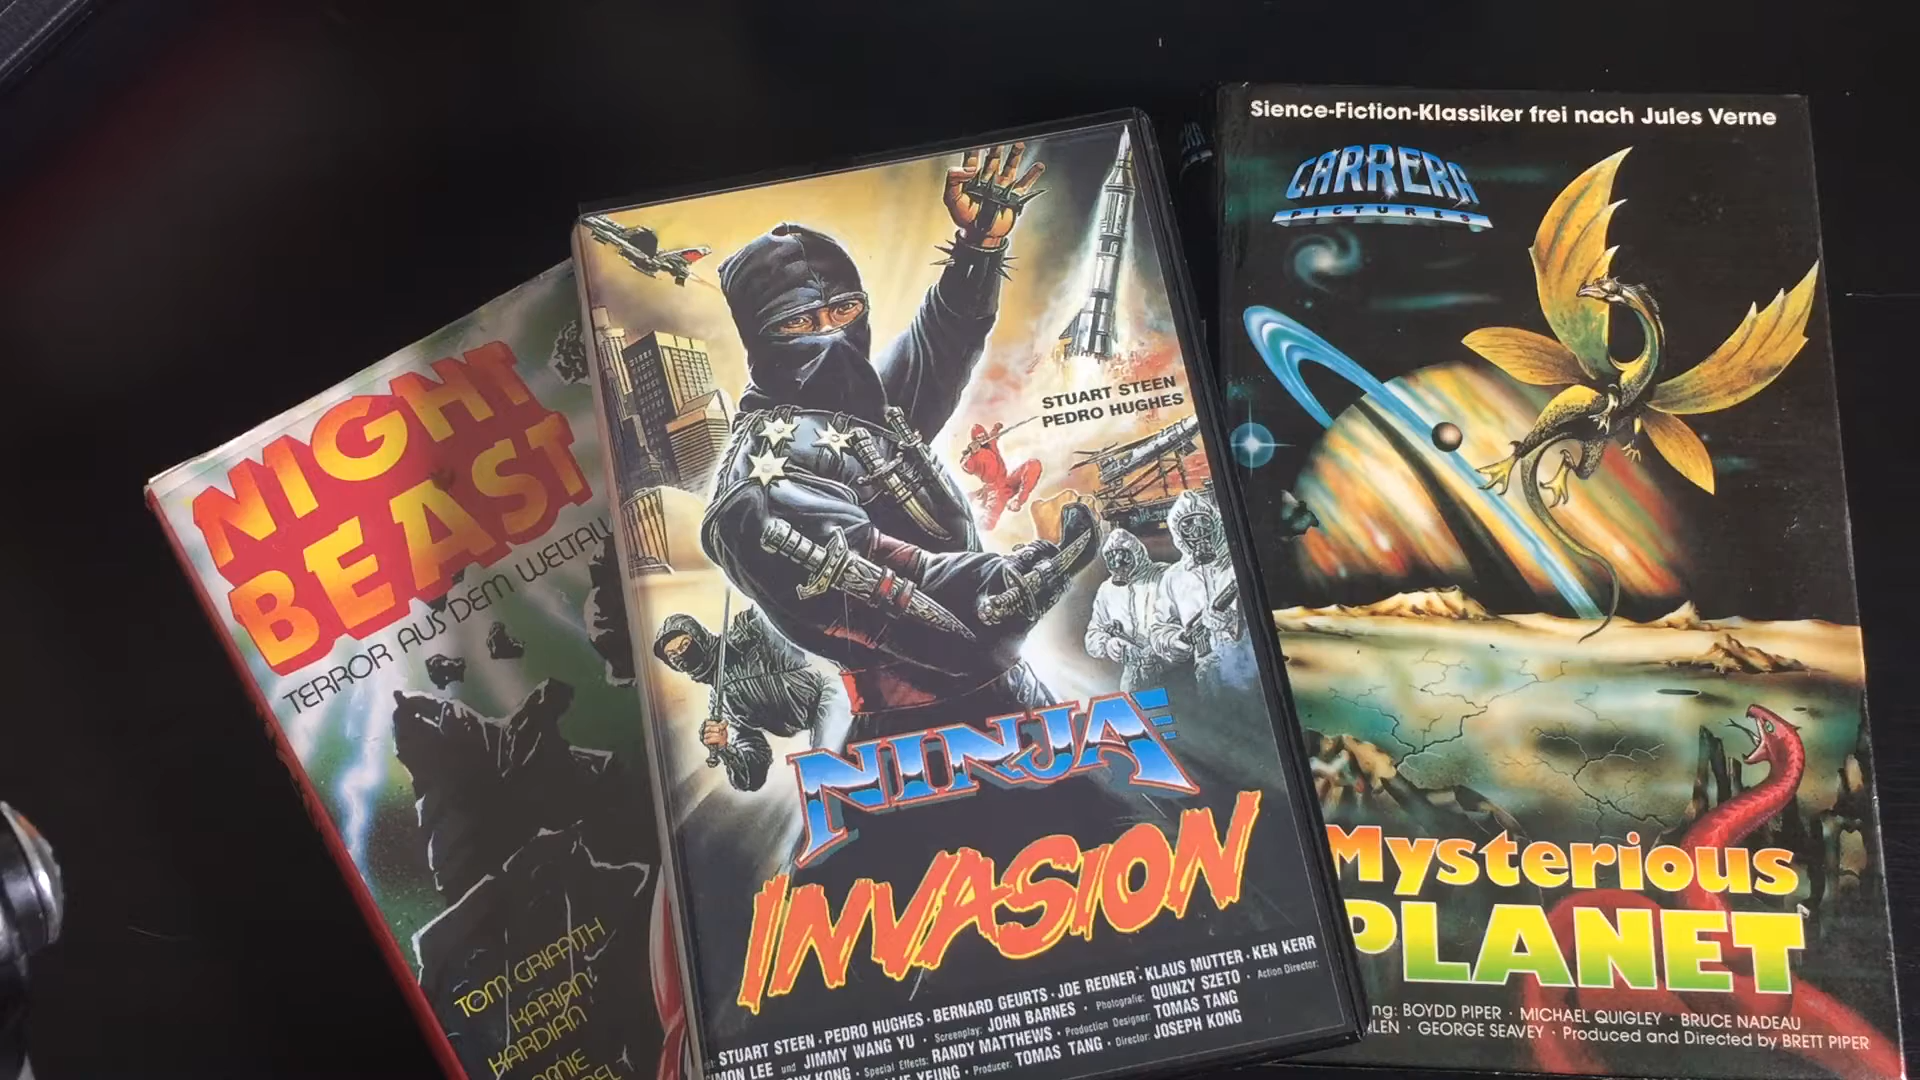 NIGHT
BEAST
TERROR AUS DEM WELTALL
TOM GRIFFITH
KARIN
KARDIAN
STUART STEEN
PEDRO HUGHES
NINJA
INVASION
STUART STEEN · PEDRO HUGHES · BERNARD GEURTS · JOE REDNER · KLAUS MUTTER · KEN KERR
und JIMMY WANG YU · Screenplay: JOHN BARNES · Photografie: QUINZY SZETO · Action Director:
KONG · Special Effects: RANDY MATTHEWS · Production Designer: TOMAS TANG
YEUNG · Producer: TOMAS TANG · Director: JOSEPH KONG
Sience-Fiction-Klassiker frei nach Jules Verne
CARRERA
PICTURES
Mysterious
PLANET
BOYDD PIPER · MICHAEL QUIGLEY · BRUCE NADEAU
GEORGE SEAVEY · Produced and Directed by BRETT PIPER